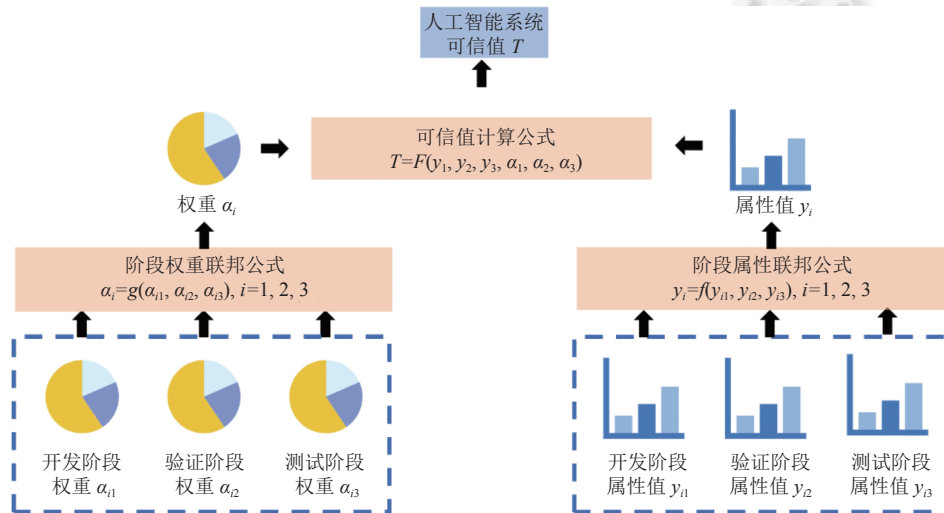 人工智能系统
可信值 T
可信值计算公式
T=F(y₁, y₂, y₃, α₁, α₂, α₃)
权重 αᵢ
属性值 yᵢ
阶段权重联邦公式
αᵢ=g(αᵢ₁, αᵢ₂, αᵢ₃), i=1, 2, 3
阶段属性联邦公式
yᵢ=f(yᵢ₁, yᵢ₂, yᵢ₃), i=1, 2, 3
开发阶段
权重 αᵢ₁
验证阶段
权重 αᵢ₂
测试阶段
权重 αᵢ₃
开发阶段
属性值 yᵢ₁
验证阶段
属性值 yᵢ₂
测试阶段
属性值 yᵢ₃